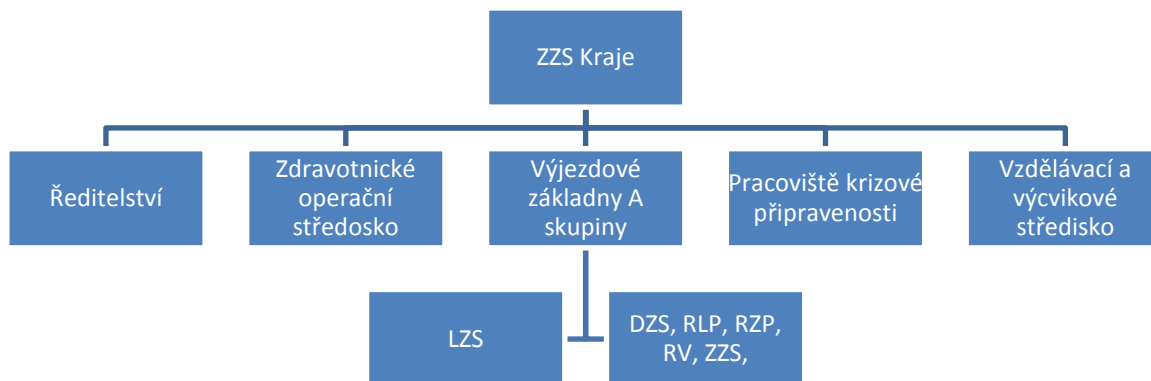 ZZS Kraje
Ředitelství
Zdravotnické
operační
středosko
Výjezdové
základny A
skupiny
Pracoviště krizové
připravenosti
Vzdělávací a
výcvikové
středisko
LZS
DZS, RLP, RZP,
RV, ZZS,